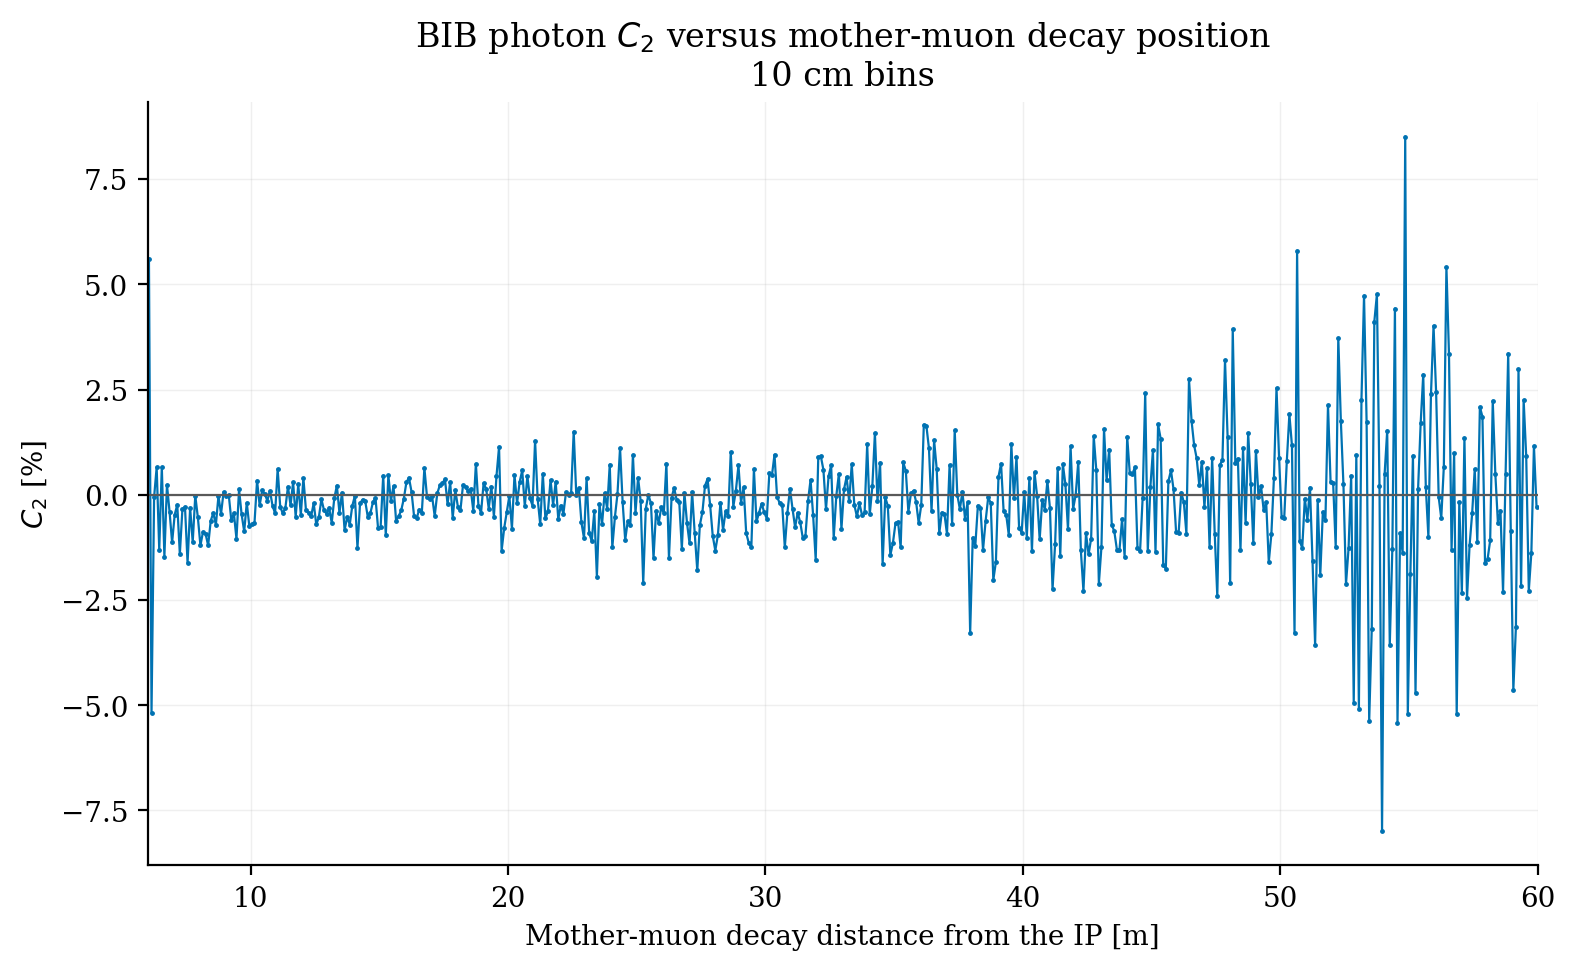 BIB photon C₂ versus mother-muon decay position
10 cm bins
C₂ [%]
7.5
5.0
2.5
0.0
−2.5
−5.0
−7.5
10 20 30 40 50 60
Mother-muon decay distance from the IP [m]